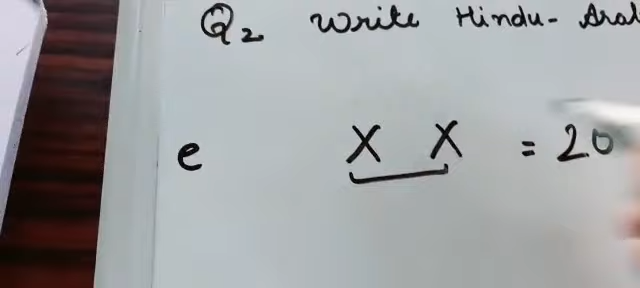 Q2 Write Hindu-
e X X = 20